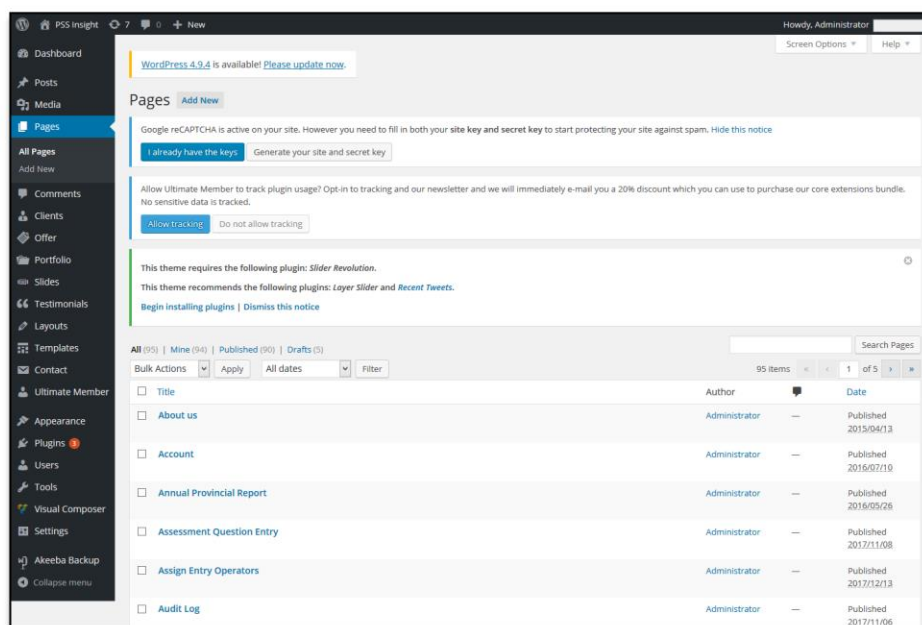 PSS Insight 7 0 + New Howdy, Administrator
Screen Options Help
Dashboard
Posts
Media
Pages
All Pages
Add New
Comments
Clients
Offer
Portfolio
Slides
Testimonials
Layouts
Templates
Contact
Ultimate Member
Appearance
Plugins 3
Users
Tools
Visual Composer
Settings
Akeeba Backup
Collapse menu
WordPress 4.9.4 is available! Please update now.
Pages Add New
Google reCAPTCHA is active on your site. However you need to fill in both your site key and secret key to start protecting your site against spam. Hide this notice
I already have the keys Generate your site and secret key
Allow Ultimate Member to track plugin usage? Opt-in to tracking and our newsletter and we will immediately e-mail you a 20% discount which you can use to purchase our core extensions bundle.
No sensitive data is tracked.
Allow tracking Do not allow tracking
This theme requires the following plugin: Slider Revolution.
This theme recommends the following plugins: Layer Slider and Recent Tweets.
Begin installing plugins | Dismiss this notice
All (95) | Mine (94) | Published (90) | Drafts (5) Search Pages
Bulk Actions Apply All dates Filter 95 items « ‹ 1 of 5 › »
Title Author Date
About us Administrator — Published
2015/04/13
Account Administrator — Published
2016/07/10
Annual Provincial Report Administrator — Published
2016/05/26
Assessment Question Entry Administrator — Published
2017/11/08
Assign Entry Operators Administrator — Published
2017/12/13
Audit Log Administrator — Published
2017/11/06